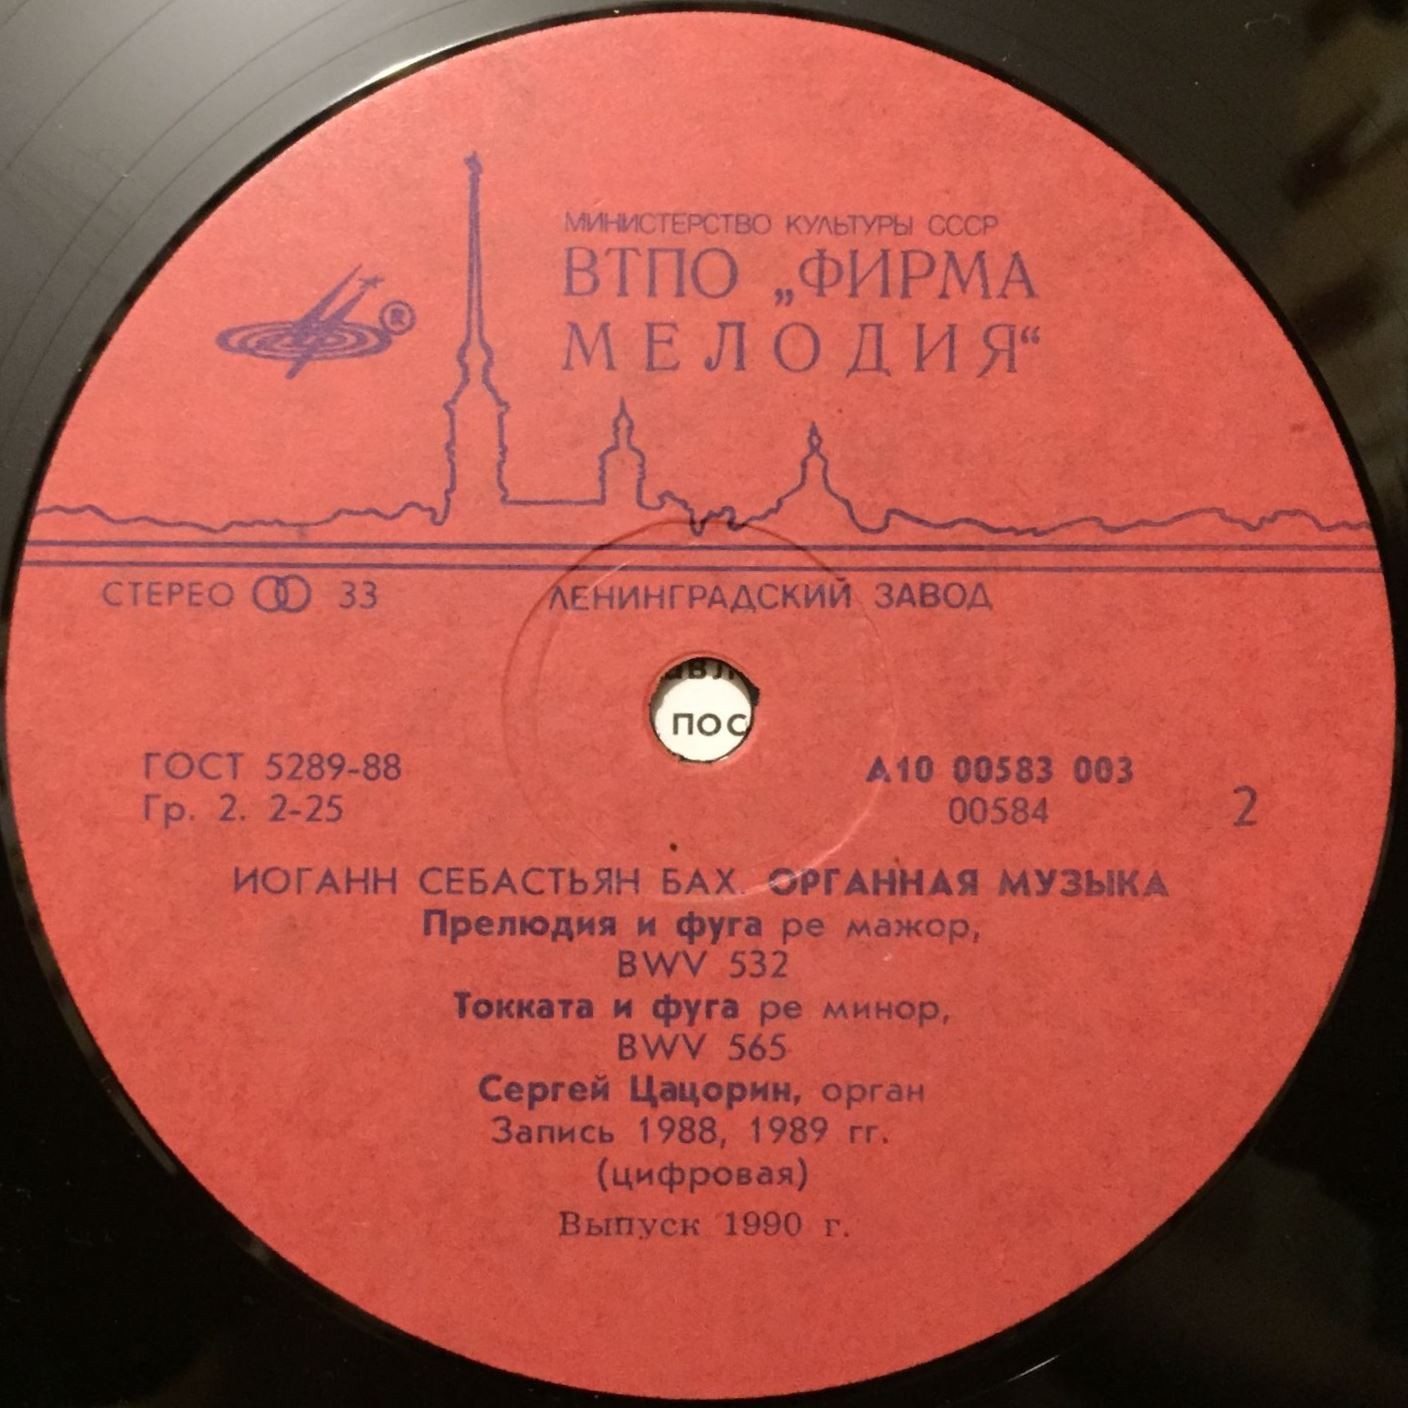 МИНИСТЕРСТВО КУЛЬТУРЫ СССР
ВТПО „ФИРМА
МЕЛОДИЯ“
®
СТЕРЕО 33 ЛЕНИНГРАДСКИЙ ЗАВОД
пос
ГОСТ 5289-88 А10 00583 003
Гр. 2. 2-25 00584 2
ИОГАНН СЕБАСТЬЯН БАХ. ОРГАННАЯ МУЗЫКА
Прелюдия и фуга ре мажор,
BWV 532
Токката и фуга ре минор,
BWV 565
Сергей Цацорин, орган
Запись 1988, 1989 гг.
(цифровая)
Выпуск 1990 г.